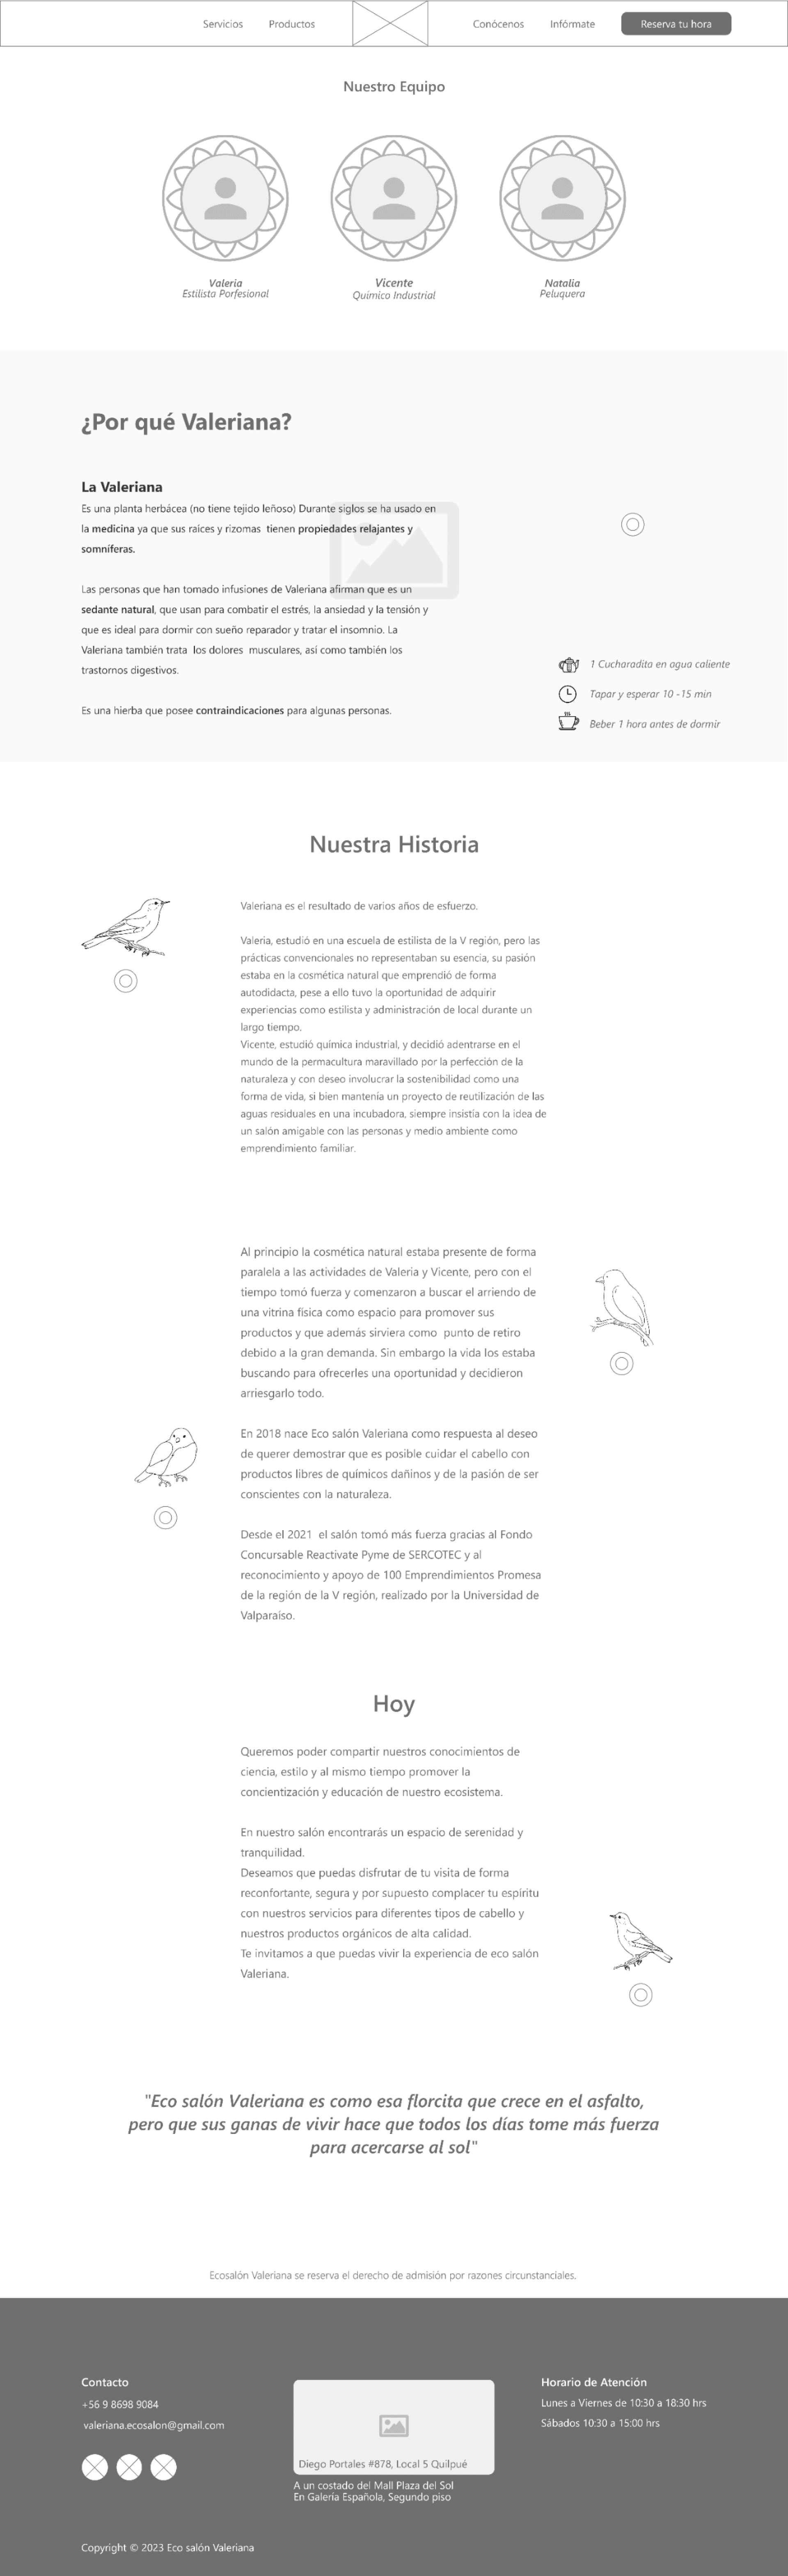 Servicios Productos Conócenos Infórmate Reserva tu hora
Nuestro Equipo
Valeria
Estilista Porfesional
Vicente
Químico Industrial
Natalia
Peluquera
¿Por qué Valeriana?
La Valeriana
Es una planta herbácea (no tiene tejido leñoso) Durante siglos se ha usado en
la medicina ya que sus raíces y rizomas tienen propiedades relajantes y
somníferas.
Las personas que han tomado infusiones de Valeriana afirman que es un
sedante natural, que usan para combatir el estrés, la ansiedad y la tensión y
que es ideal para dormir con sueño reparador y tratar el insomnio. La
Valeriana también trata los dolores musculares, así como también los
trastornos digestivos.
Es una hierba que posee contraindicaciones para algunas personas.
1 Cucharadita en agua caliente
Tapar y esperar 10 -15 min
Beber 1 hora antes de dormir
Nuestra Historia
Valeriana es el resultado de varios años de esfuerzo.
Valeria, estudió en una escuela de estilista de la V región, pero las
prácticas convencionales no representaban su esencia, su pasión
estaba en la cosmética natural que emprendió de forma
autodidacta, pese a ello tuvo la oportunidad de adquirir
experiencias como estilista y administración de local durante un
largo tiempo.
Vicente, estudió química industrial, y decidió adentrarse en el
mundo de la permacultura maravillado por la perfección de la
naturaleza y con deseo involucrar la sostenibilidad como una
forma de vida, si bien mantenía un proyecto de reutilización de las
aguas residuales en una incubadora, siempre insistía con la idea de
un salón amigable con las personas y medio ambiente como
emprendimiento familiar.
Al principio la cosmética natural estaba presente de forma
paralela a las actividades de Valeria y Vicente, pero con el
tiempo tomó fuerza y comenzaron a buscar el arriendo de
una vitrina física como espacio para promover sus
productos y que además sirviera como punto de retiro
debido a la gran demanda. Sin embargo la vida los estaba
buscando para ofrecerles una oportunidad y decidieron
arriesgarlo todo.
En 2018 nace Eco salón Valeriana como respuesta al deseo
de querer demostrar que es posible cuidar el cabello con
productos libres de químicos dañinos y de la pasión de ser
conscientes con la naturaleza.
Desde el 2021 el salón tomó más fuerza gracias al Fondo
Concursable Reactivate Pyme de SERCOTEC y al
reconocimiento y apoyo de 100 Emprendimientos Promesa
de la región de la V región, realizado por la Universidad de
Valparaíso.
Hoy
Queremos poder compartir nuestros conocimientos de
ciencia, estilo y al mismo tiempo promover la
concientización y educación de nuestro ecosistema.
En nuestro salón encontrarás un espacio de serenidad y
tranquilidad.
Deseamos que puedas disfrutar de tu visita de forma
reconfortante, segura y por supuesto complacer tu espíritu
con nuestros servicios para diferentes tipos de cabello y
nuestros productos orgánicos de alta calidad.
Te invitamos a que puedas vivir la experiencia de eco salón
Valeriana.
"Eco salón Valeriana es como esa florcita que crece en el asfalto,
pero que sus ganas de vivir hace que todos los días tome más fuerza
para acercarse al sol"
Ecosalón Valeriana se reserva el derecho de admisión por razones circunstanciales.
Contacto
+56 9 8698 9084
valeriana.ecosalon@gmail.com
Diego Portales #878, Local 5 Quilpué
A un costado del Mall Plaza del Sol
En Galería Española, Segundo piso
Horario de Atención
Lunes a Viernes de 10:30 a 18:30 hrs
Sábados 10:30 a 15:00 hrs
Copyright © 2023 Eco salón Valeriana